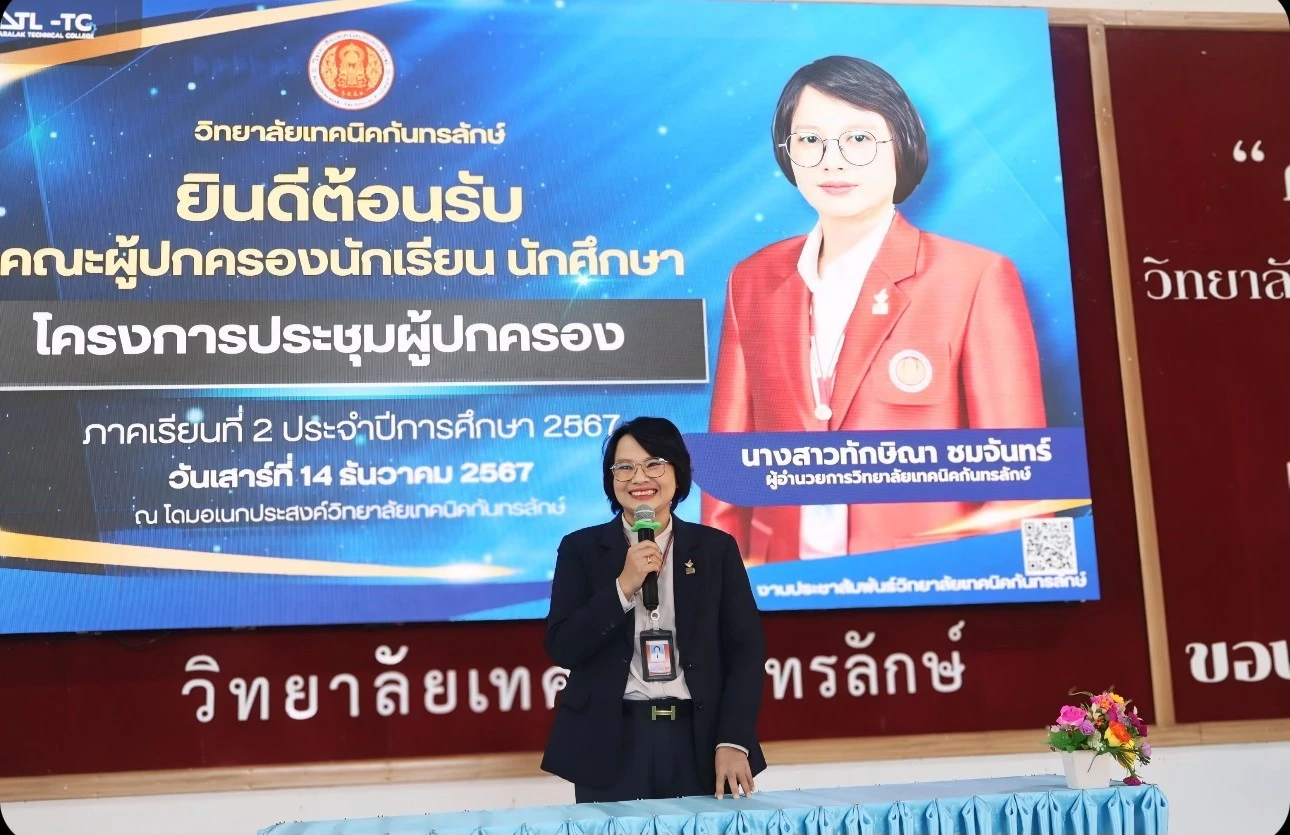 ATL -TC
ARALAK TECHNICAL COLLEGE
วิทยาลัยเทคนิคกันทรลักษ์
ยินดีต้อนรับ
คณะผู้ปกครองนักเรียน นักศึกษา
โครงการประชุมผู้ปกครอง
ภาคเรียนที่ 2 ประจำปีการศึกษา 2567
วันเสาร์ที่ 14 ธันวาคม 2567
ณ โดมอเนกประสงค์วิทยาลัยเทคนิคกันทรลักษ์
นางสาวทักษิณา ชมจันทร์
ผู้อำนวยการวิทยาลัยเทคนิคกันทรลักษ์
งานประชาสัมพันธ์วิทยาลัยเทคนิคกันทรลักษ์
วิทยาลัยเทค ทรลักษ์
“
วิทยาลั
ขอ